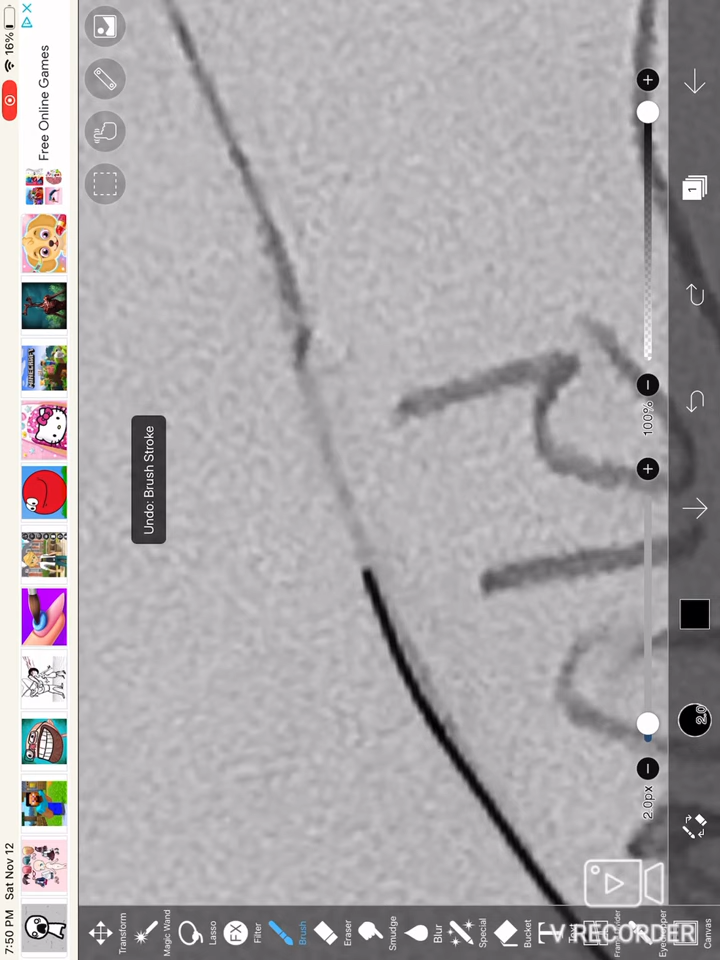 7:50 PM Sat Nov 12
16%
Free Online Games
Undo: Brush Stroke
Transform
Magic Wand
Lasso
FX
Filter
Brush
Eraser
Smudge
Blur
Special
Bucket
Canvas
2.0px
100%
2.0
1
V RECORDER